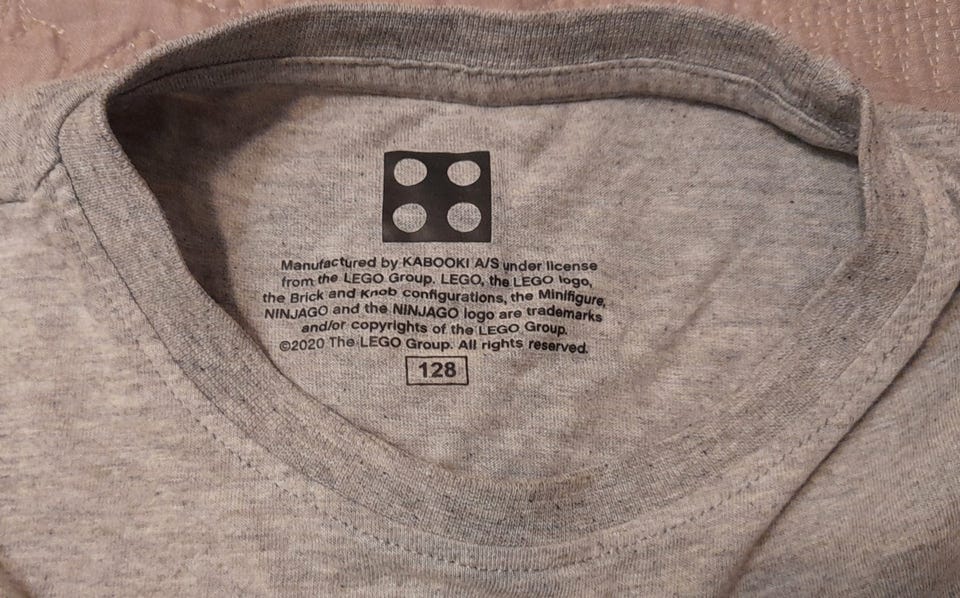 Manufactured by KABOOKI A/S under license
from the LEGO Group. LEGO, the LEGO logo,
the Brick and Knob configurations, the Minifigure,
NINJAGO and the NINJAGO logo are trademarks
and/or copyrights of the LEGO Group.
©2020 The LEGO Group. All rights reserved.
128